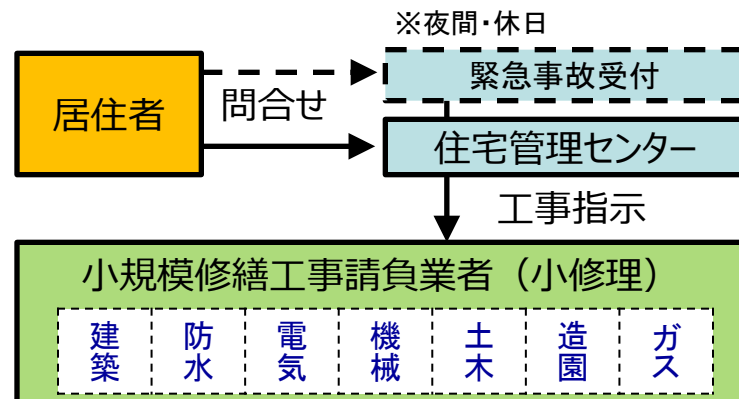 ※夜間・休日
緊急事故受付
居住者
問合せ
住宅管理センター
工事指示
小規模修繕工事請負業者（小修理）
建築
防水
電気
機械
土木
造園
ガス